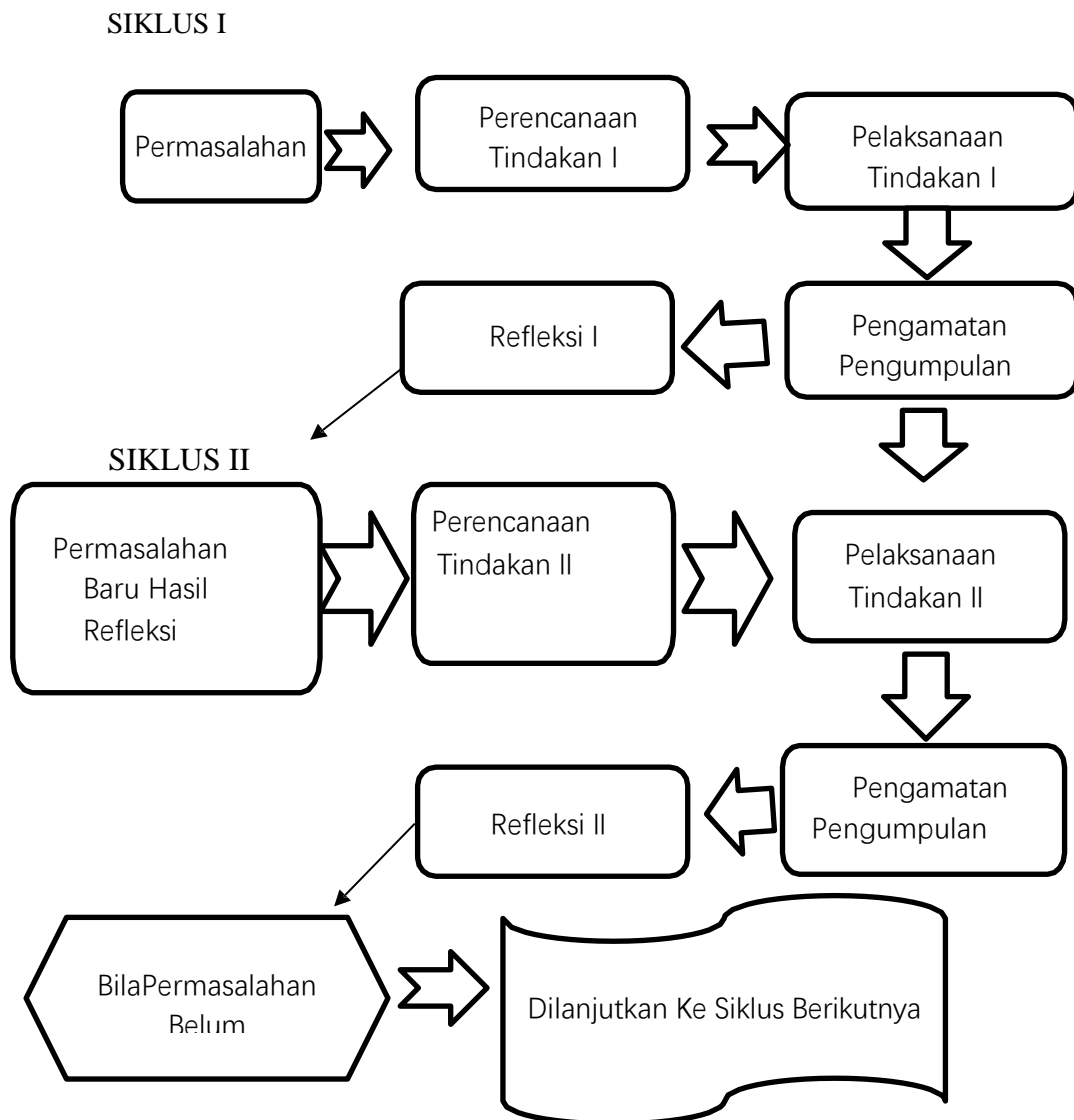 SIKLUS I
Permasalahan
Perencanaan
Tindakan I
Pelaksanaan
Tindakan I
Pengamatan
Pengumpulan
Refleksi I
SIKLUS II
Permasalahan
Baru Hasil
Refleksi
Perencanaan
Tindakan II
Pelaksanaan
Tindakan II
Pengamatan
Pengumpulan
Refleksi II
BilaPermasalahan
Belum
Dilanjutkan Ke Siklus Berikutnya